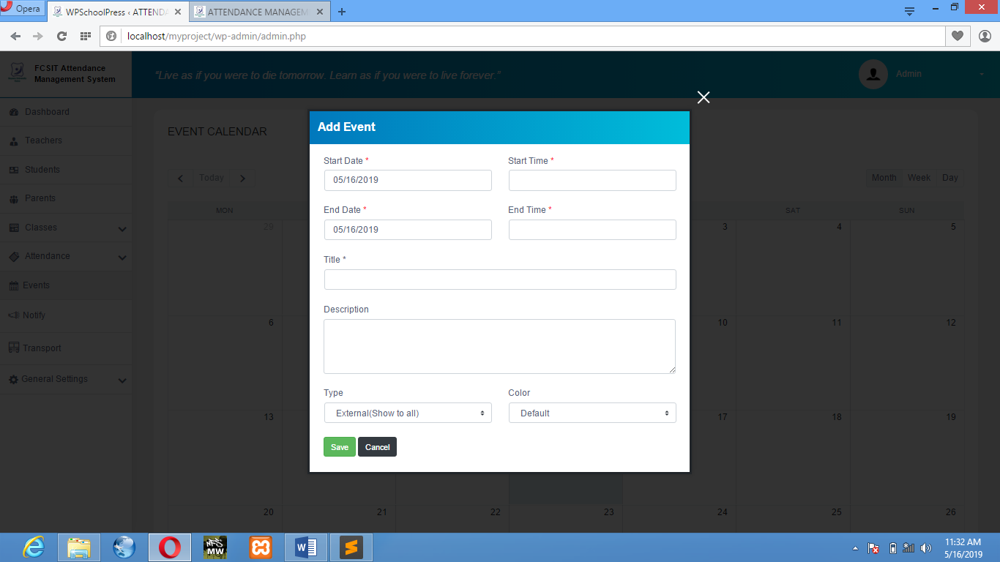 Opera
WPSchoolPress ‹ ATTENDA
ATTENDANCE MANAGEM
localhost/myproject/wp-admin/admin.php
FCSIT Attendance
Management System
"Live as if you were to die tomorrow. Learn as if you were to live forever."
Admin
Dashboard
Teachers
Students
Parents
Classes
Attendance
Events
Notify
Transport
General Settings
EVENT CALENDAR
Today
Month Week Day
MON SAT SUN
29 3 4 5
6 10 11 12
13 17 18 19
20 21 22 23 24 25 26
Add Event
Start Date * Start Time *
05/16/2019
End Date * End Time *
05/16/2019
Title *
Description
Type Color
External(Show to all) Default
Save Cancel
NFS
MW
11:32 AM
5/16/2019